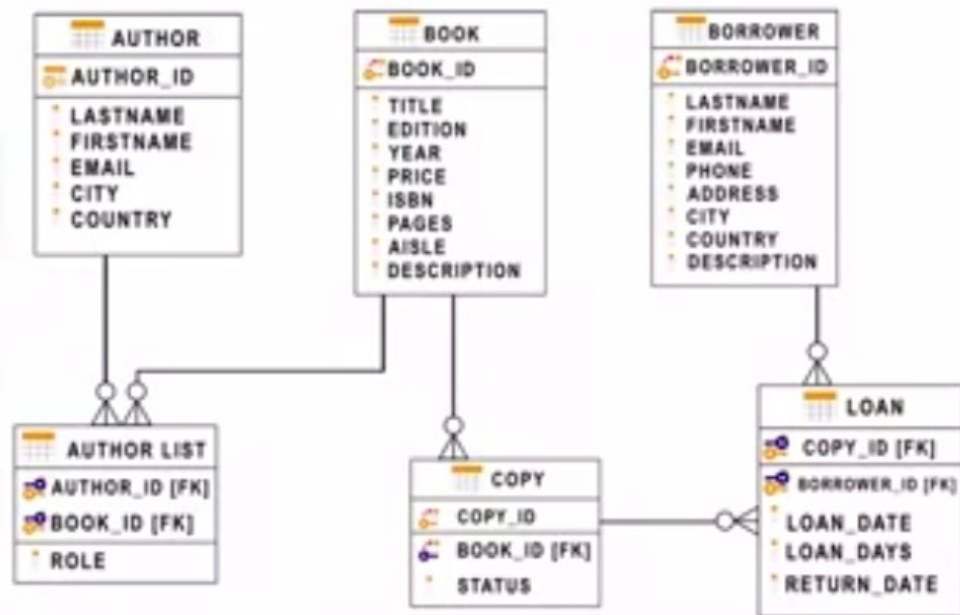 AUTHOR
AUTHOR_ID
LASTNAME
FIRSTNAME
EMAIL
CITY
COUNTRY
BOOK
BOOK_ID
TITLE
EDITION
YEAR
PRICE
ISBN
PAGES
AISLE
DESCRIPTION
BORROWER
BORROWER_ID
LASTNAME
FIRSTNAME
EMAIL
PHONE
ADDRESS
CITY
COUNTRY
DESCRIPTION
AUTHOR LIST
AUTHOR_ID [FK]
BOOK_ID [FK]
ROLE
COPY
COPY_ID
BOOK_ID [FK]
STATUS
LOAN
COPY_ID [FK]
BORROWER_ID [FK]
LOAN_DATE
LOAN_DAYS
RETURN_DATE